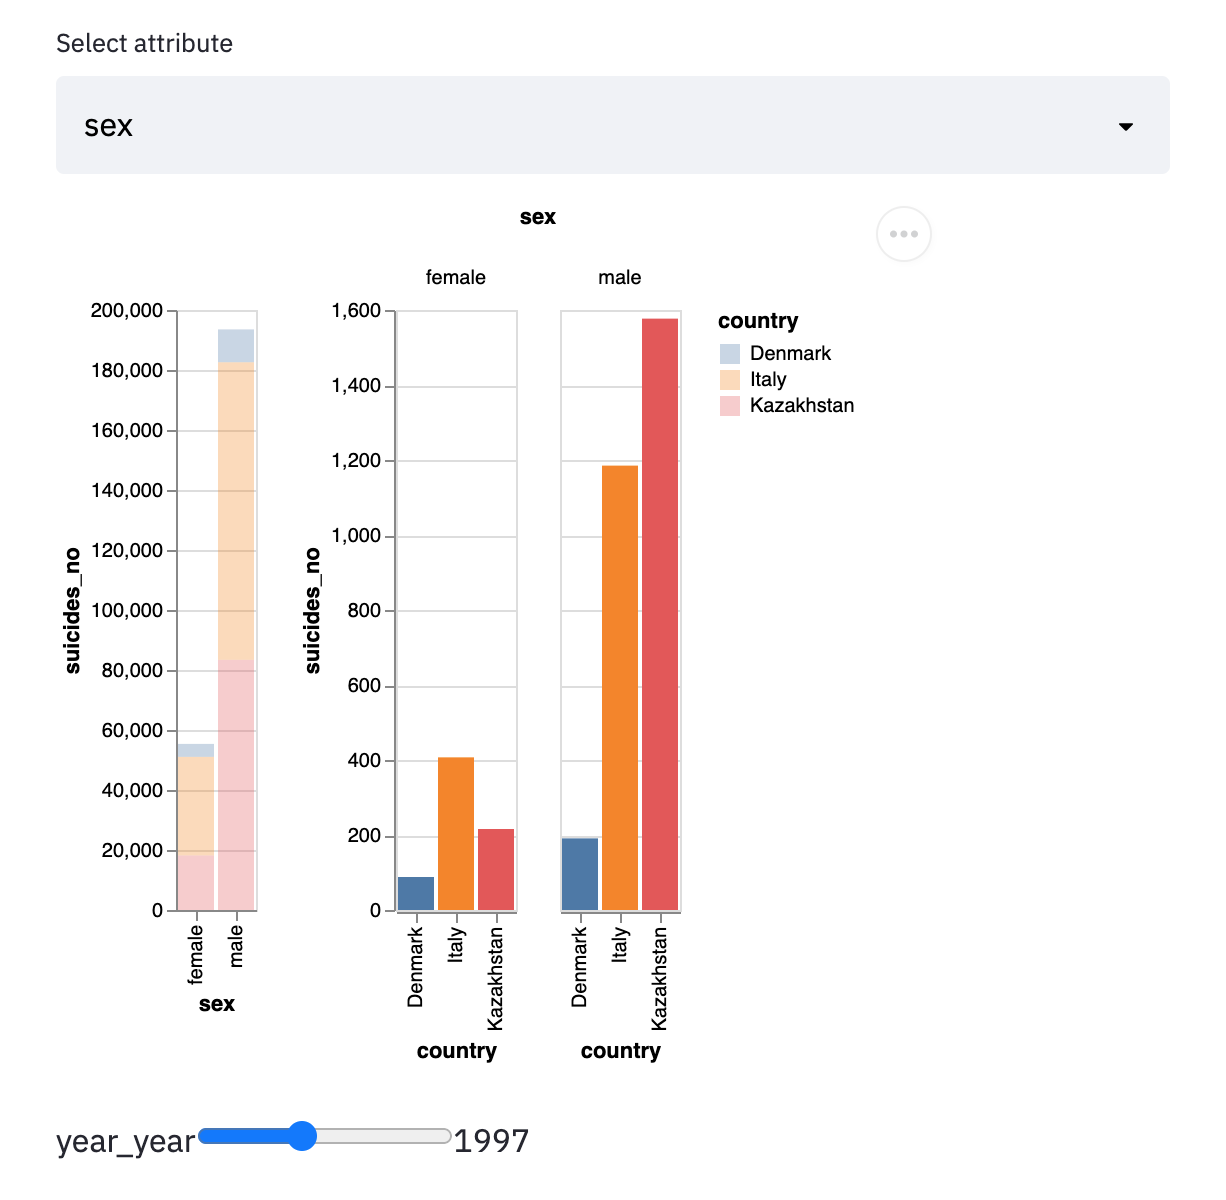 Select attribute
sex
sex
female
male
200,000
180,000
160,000
140,000
120,000
100,000
80,000
60,000
40,000
20,000
0
suicides_no
female
male
sex
1,600
1,400
1,200
1,000
800
600
400
200
0
suicides_no
Denmark
Italy
Kazakhstan
country
Denmark
Italy
Kazakhstan
country
country
Denmark
Italy
Kazakhstan
year_year 1997